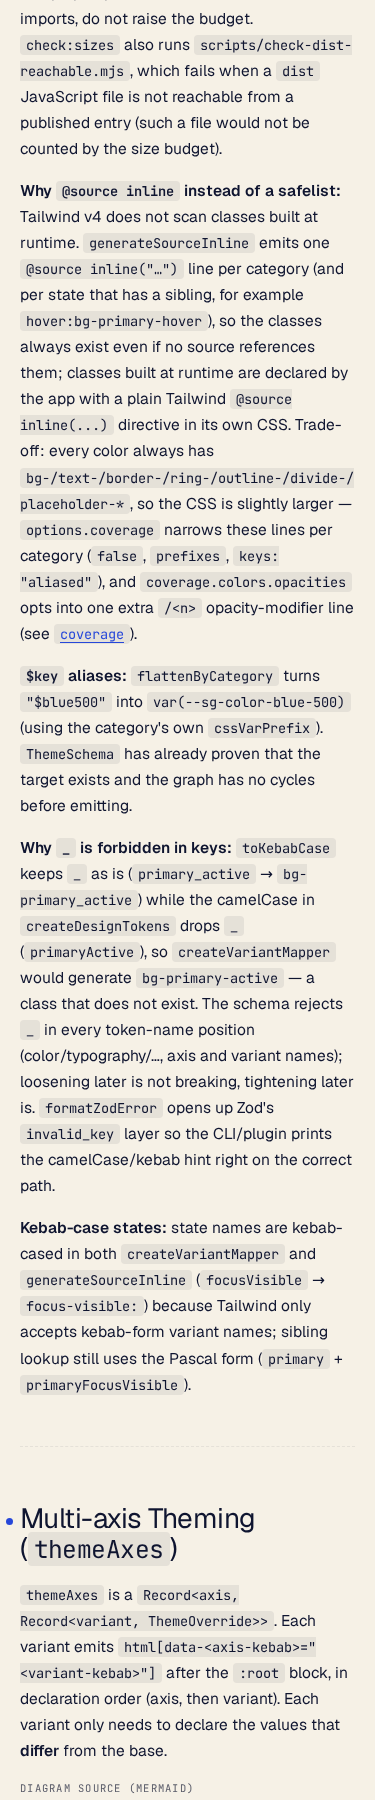 imports, do not raise the budget.
check:sizes also runs scripts/check-dist-
reachable.mjs, which fails when a dist
JavaScript file is not reachable from a
published entry (such a file would not be
counted by the size budget).
Why @source inline instead of a safelist:
Tailwind v4 does not scan classes built at
runtime. generateSourceInline emits one
@source inline("…") line per category (and
per state that has a sibling, for example
hover:bg-primary-hover), so the classes
always exist even if no source references
them; classes built at runtime are declared by
the app with a plain Tailwind @source
inline(...) directive in its own CSS. Trade-
off: every color always has
bg-/text-/border-/ring-/outline-/divide-/
placeholder-*, so the CSS is slightly larger —
options.coverage narrows these lines per
category (false, prefixes, keys:
"aliased"), and coverage.colors.opacities
opts into one extra /<n> opacity-modifier line
(see coverage).
$key aliases: flattenByCategory turns
"$blue500" into var(--sg-color-blue-500)
(using the category's own cssVarPrefix).
ThemeSchema has already proven that the
target exists and the graph has no cycles
before emitting.
Why _ is forbidden in keys: toKebabCase
keeps _ as is (primary_active → bg-
primary_active) while the camelCase in
createDesignTokens drops _
(primaryActive), so createVariantMapper
would generate bg-primary-active — a
class that does not exist. The schema rejects
_ in every token-name position
(color/typography/…, axis and variant names);
loosening later is not breaking, tightening later
is. formatZodError opens up Zod's
invalid_key layer so the CLI/plugin prints
the camelCase/kebab hint right on the correct
path.
Kebab-case states: state names are kebab-
cased in both createVariantMapper and
generateSourceInline (focusVisible →
focus-visible:) because Tailwind only
accepts kebab-form variant names; sibling
lookup still uses the Pascal form (primary +
primaryFocusVisible).
Multi-axis Theming
(themeAxes)
themeAxes is a Record<axis,
Record<variant, ThemeOverride>>. Each
variant emits html[data-<axis-kebab>="
<variant-kebab>"] after the :root block, in
declaration order (axis, then variant). Each
variant only needs to declare the values that
differ from the base.
DIAGRAM SOURCE (MERMAID)